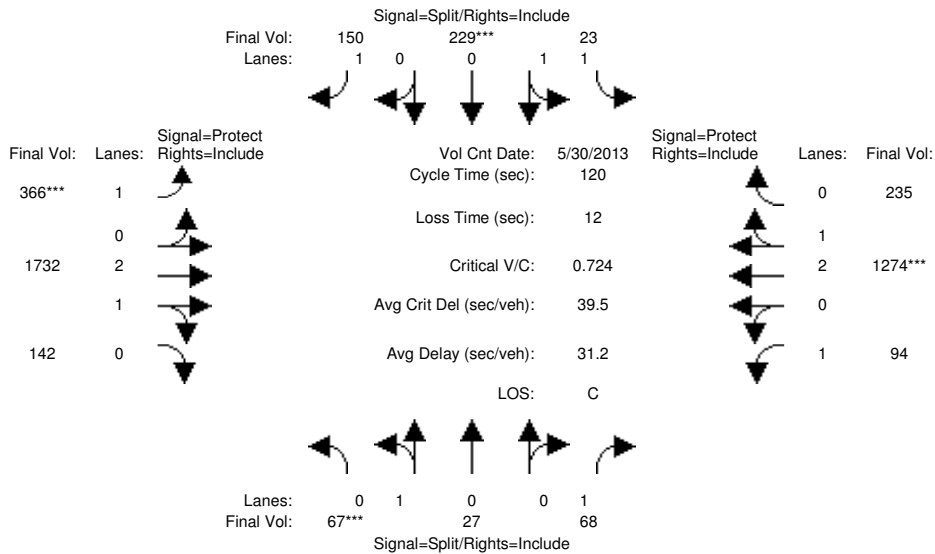 Signal=Split/Rights=Include
Final Vol: 150 229*** 23
Lanes: 1 0 0 1 1
Signal=Protect Signal=Protect
Final Vol: Lanes: Rights=Include Vol Cnt Date: 5/30/2013 Rights=Include Lanes: Final Vol:
Cycle Time (sec): 120
366*** 1 0 235
Loss Time (sec): 12
0 1
1732 2 Critical V/C: 0.724 2 1274***
1 Avg Crit Del (sec/veh): 39.5 0
142 0 Avg Delay (sec/veh): 31.2 1 94
LOS: C
Lanes: 0 1 0 0 1
Final Vol: 67*** 27 68
Signal=Split/Rights=Include